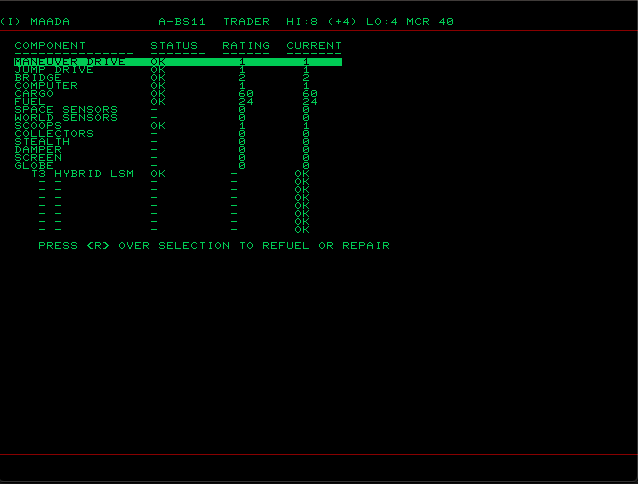 (I) MAADA A-BS11 TRADER HI:8 (+4) LO:4 MCR 40
COMPONENT STATUS RATING CURRENT
MANEUVER DRIVE OK 1 1
JUMP DRIVE OK 1 1
BRIDGE OK 2 2
COMPUTER OK 1 1
CARGO OK 60 60
FUEL OK 24 24
SPACE SENSORS - 0 0
WORLD SENSORS - 0 0
SCOOPS OK 1 1
COLLECTORS - 0 0
STEALTH - 0 0
DAMPER - 0 0
SCREEN - 0 0
GLOBE - 0 0
T3 HYBRID LSM OK - OK
- - - - OK
- - - - OK
- - - - OK
- - - - OK
- - - - OK
- - - - OK
- - - - OK
PRESS <R> OVER SELECTION TO REFUEL OR REPAIR